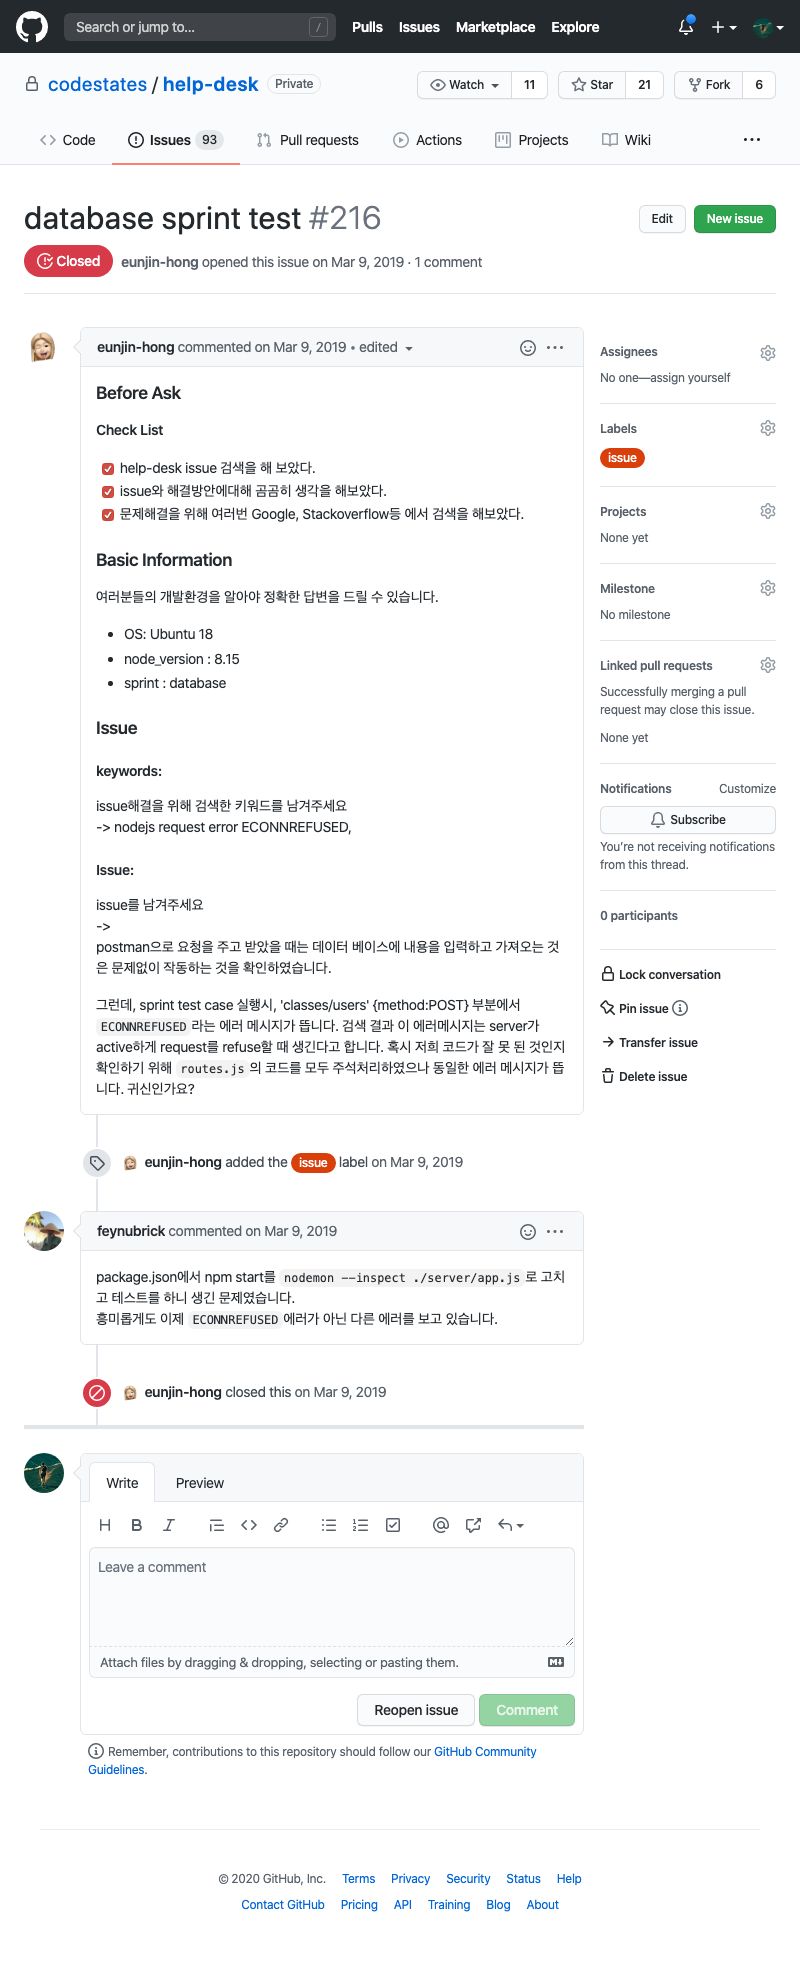 Search or jump to... /
Pulls Issues Marketplace Explore
codestates / help-desk Private
Watch 11 Star 21 Fork 6
Code Issues 93 Pull requests Actions Projects Wiki ...
database sprint test #216
Edit New issue
Closed eunjin-hong opened this issue on Mar 9, 2019 · 1 comment
eunjin-hong commented on Mar 9, 2019 • edited
Before Ask
Check List
help-desk issue 검색을 해 보았다.
issue와 해결방안에대해 곰곰히 생각을 해보았다.
문제해결을 위해 여러번 Google, Stackoverflow등 에서 검색을 해보았다.
Basic Information
여러분들의 개발환경을 알아야 정확한 답변을 드릴 수 있습니다.
• OS: Ubuntu 18
• node_version : 8.15
• sprint : database
Issue
keywords:
issue해결을 위해 검색한 키워드를 남겨주세요
-> nodejs request error ECONNREFUSED,
Issue:
issue를 남겨주세요
->
postman으로 요청을 주고 받았을 때는 데이터 베이스에 내용을 입력하고 가져오는 것
은 문제없이 작동하는 것을 확인하였습니다.
그런데, sprint test case 실행시, 'classes/users' {method:POST} 부분에서
ECONNREFUSED 라는 에러 메시지가 뜹니다. 검색 결과 이 에러메시지는 server가
active하게 request를 refuse할 때 생긴다고 합니다. 혹시 저희 코드가 잘 못 된 것인지
확인하기 위해 routes.js 의 코드를 모두 주석처리하였으나 동일한 에러 메시지가 뜹
니다. 귀신인가요?
Assignees
No one—assign yourself
Labels
issue
Projects
None yet
Milestone
No milestone
Linked pull requests
Successfully merging a pull
request may close this issue.
None yet
Notifications Customize
Subscribe
You're not receiving notifications
from this thread.
0 participants
Lock conversation
Pin issue
Transfer issue
Delete issue
eunjin-hong added the issue label on Mar 9, 2019
feynubrick commented on Mar 9, 2019
package.json에서 npm start를 nodemon --inspect ./server/app.js 로 고치
고 테스트를 하니 생긴 문제였습니다.
흥미롭게도 이제 ECONNREFUSED 에러가 아닌 다른 에러를 보고 있습니다.
eunjin-hong closed this on Mar 9, 2019
Write Preview
Leave a comment
Attach files by dragging & dropping, selecting or pasting them.
Reopen issue Comment
Remember, contributions to this repository should follow our GitHub Community
Guidelines.
© 2020 GitHub, Inc. Terms Privacy Security Status Help
Contact GitHub Pricing API Training Blog About